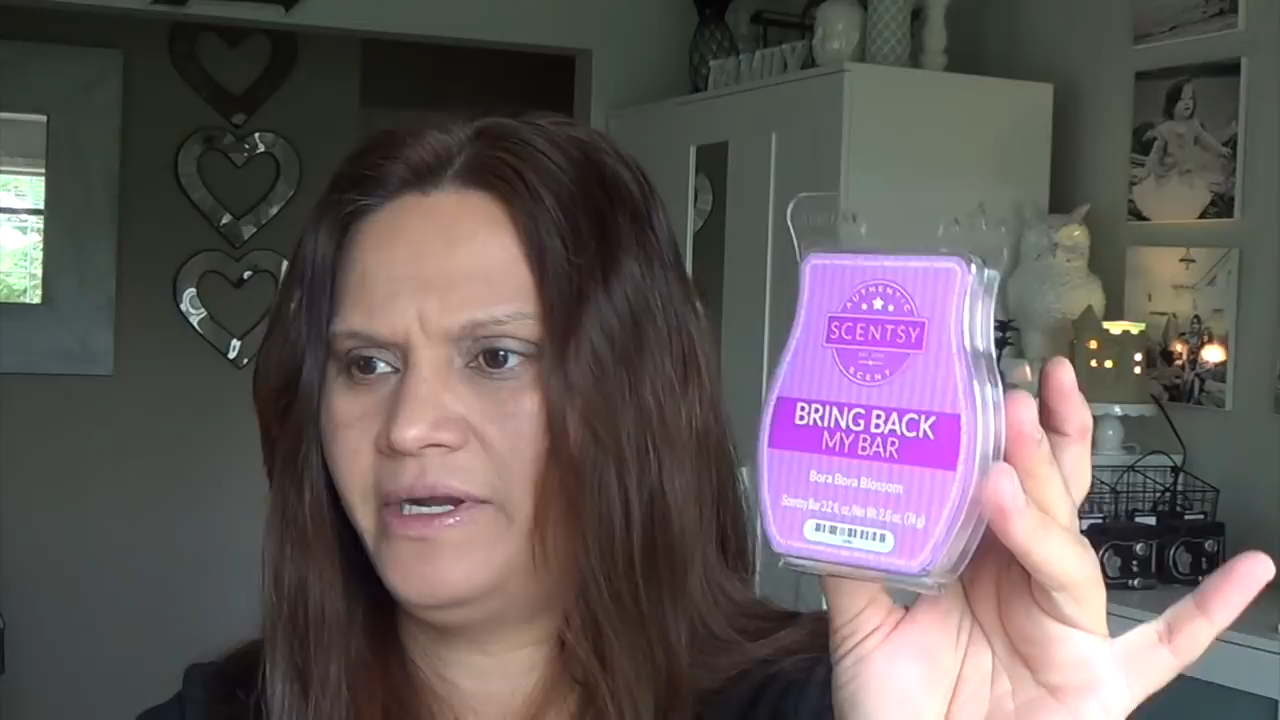 AUTHENTIC
SCENTSY
SCENT
BRING BACK
MY BAR
Bora Bora Blossom
Scentsy Bar 3.2 fl. oz./Net Wt 2.6 oz. (74 g)